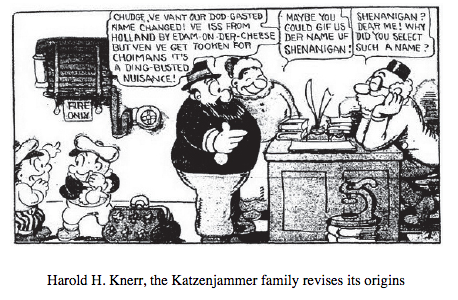 CHUDGE, VE VANT OUR DOD GASTED
NAME CHANGED! VE ISS FROM
HOLLAND BY EDAM-ON-DER-CHEESE
BUT VEN VE GET TOOKEN FOR
CHOIMANS IT'S
A DING-BUSTED
NUISANCE!
MAYBE YOU
COULD GIF US
DER NAME UF
SHENANIGAN!
SHENANIGAN?
DEAR ME! WHY
DID YOU SELECT
SUCH A NAME?
FIRE
ONLY
Harold H. Knerr, the Katzenjammer family revises its origins